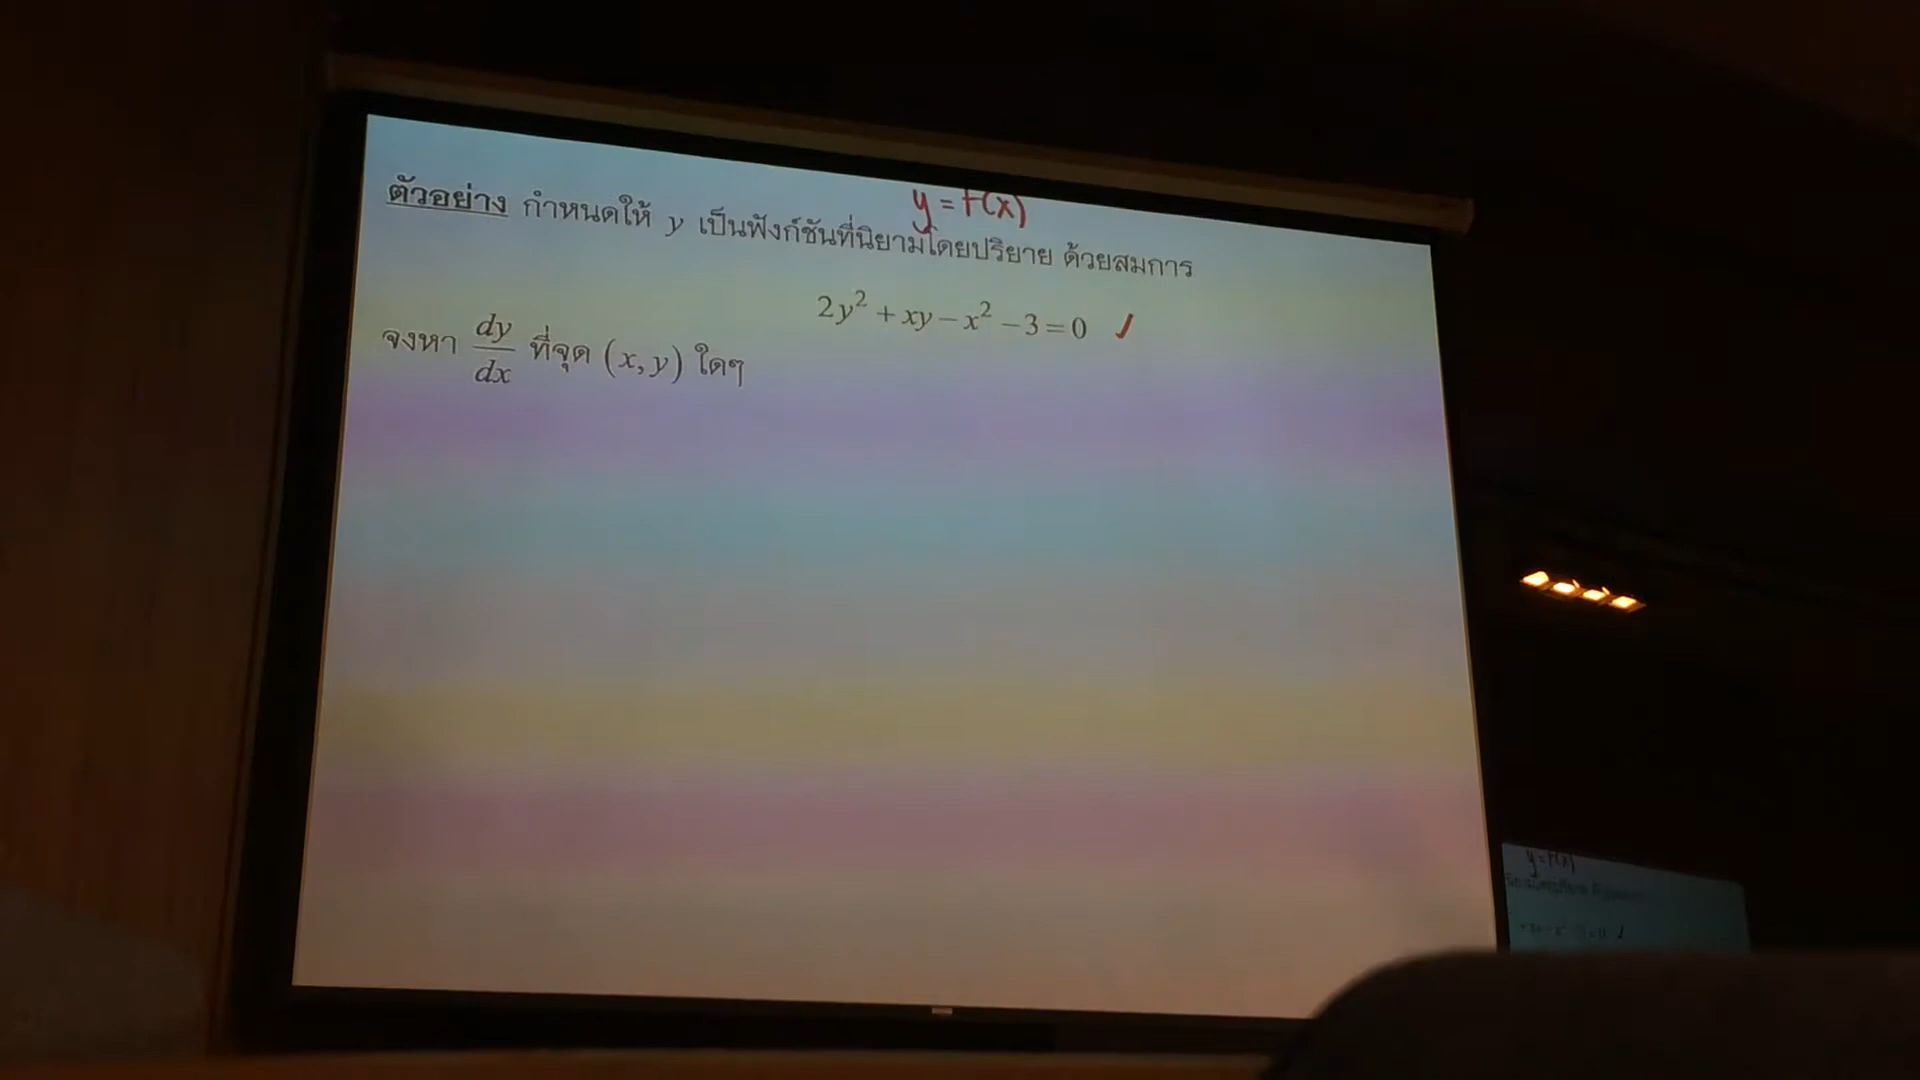 y = f(x)
ตัวอย่าง กำหนดให้ y เป็นฟังก์ชันที่นิยามโดยปริยาย ด้วยสมการ
2y² + xy – x² – 3 = 0 ✓
จงหา dy/dx ที่จุด (x, y) ใดๆ
y = f(x)